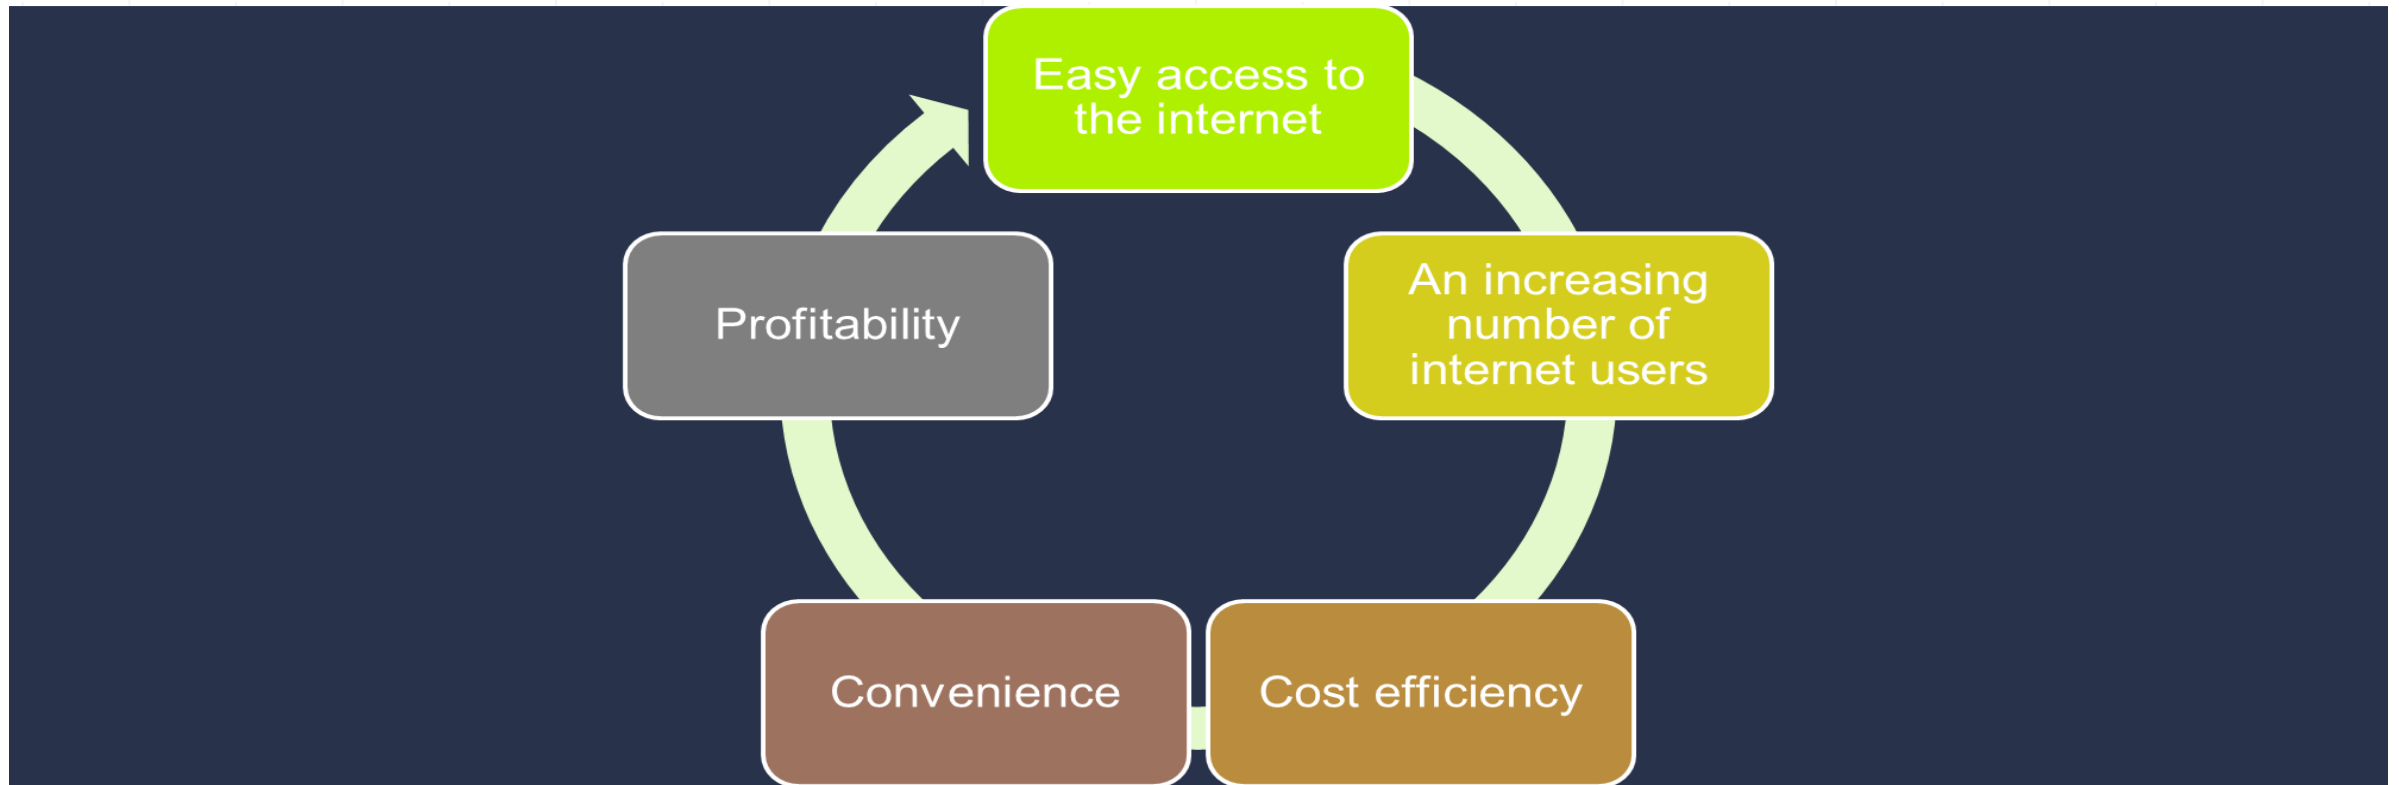 Easy access to
the internet
An increasing
number of
internet users
Cost efficiency
Convenience
Profitability